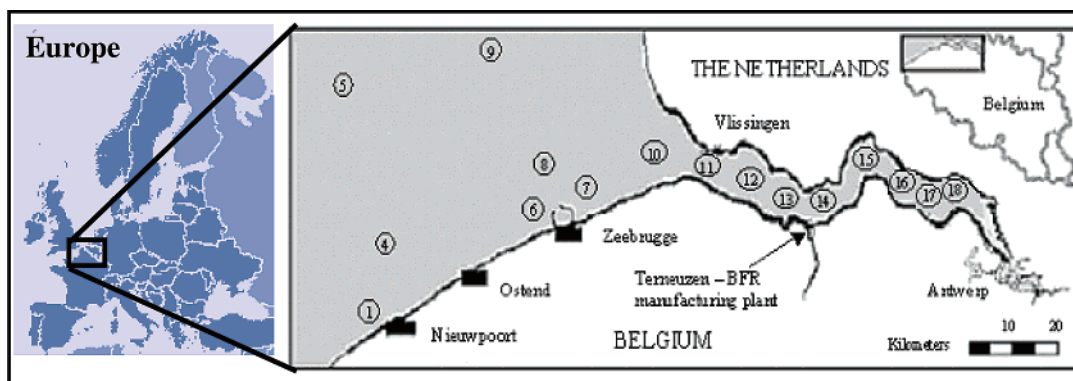 Europe
9
5
THE NETHERLANDS
Belgium
Vlissingen
8
10
11
15
7
12
16
6
13
14
17
18
4
Zeebrugge
Terneuzen – BFR
manufacturing plant
Ostend
Antwerp
1
Nieuwpoort
BELGIUM
10 20
Kilometers